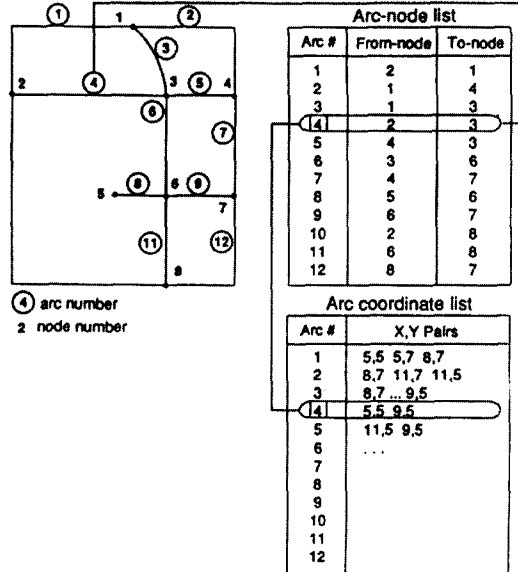 1
1
2
3
2
4
3
5
4
6
7
5
8
6
9
7
11
12
8
4 arc number
2 node number
Arc-node list
Arc # From-node To-node
1 2 1
2 1 4
3 1 3
4 2 3
5 4 3
6 3 6
7 4 7
8 5 6
9 6 7
10 2 8
11 6 8
12 8 7
Arc coordinate list
Arc # X,Y Pairs
1 5,5 5,7 8,7
2 8,7 11,7 11,5
3 8,7 ... 9,5
4 5,5 9,5
5 11,5 9,5
6 . . .
7
8
9
10
11
12